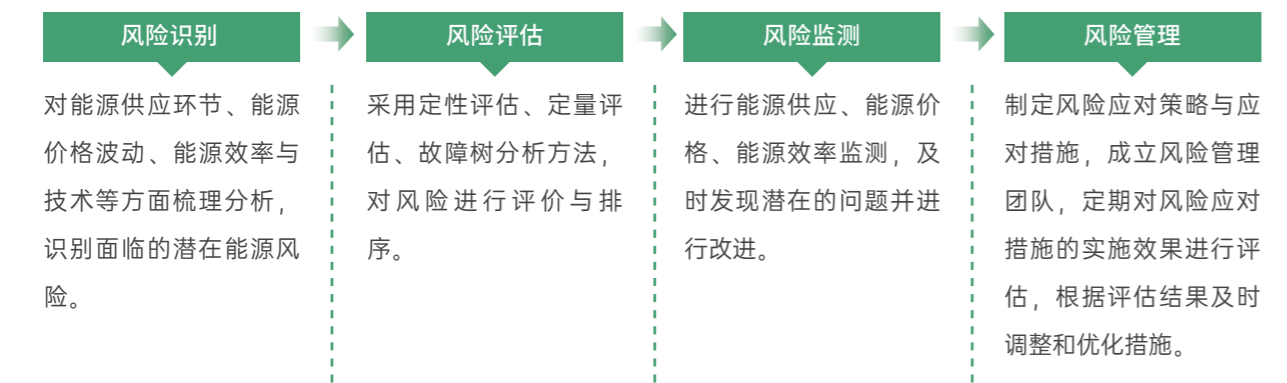 风险识别
对能源供应环节、能源
价格波动、能源效率与
技术等方面梳理分析，
识别面临的潜在能源风
险。
风险评估
采用定性评估、定量评
估、故障树分析方法，
对风险进行评价与排
序。
风险监测
进行能源供应、能源价
格、能源效率监测，及
时发现潜在的问题并进
行改进。
风险管理
制定风险应对策略与应
对措施，成立风险管理
团队，定期对风险应对
措施的实施效果进行评
估，根据评估结果及时
调整和优化措施。